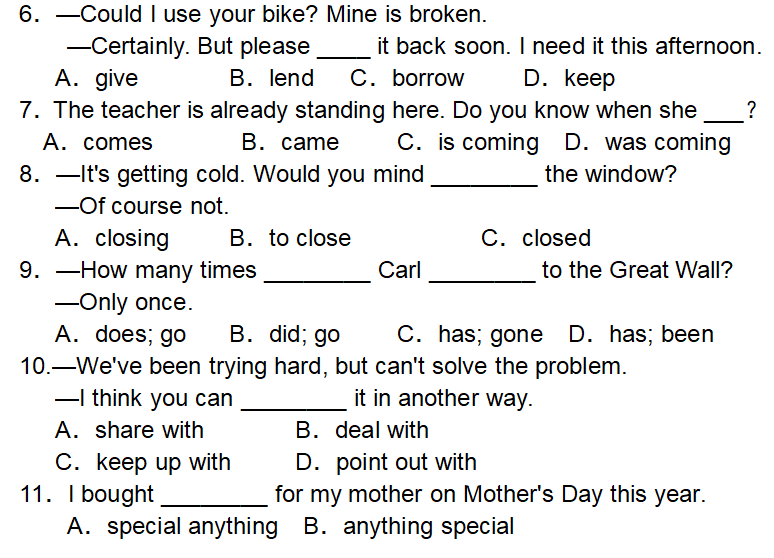 6．—Could I use your bike? Mine is broken.
—Certainly. But please ____ it back soon. I need it this afternoon.
A．give B．lend C．borrow D．keep
7．The teacher is already standing here. Do you know when she ___?
A．comes B．came C．is coming D．was coming
8．—It's getting cold. Would you mind ________ the window?
—Of course not.
A．closing B．to close C．closed
9．—How many times ________ Carl ________ to the Great Wall?
—Only once.
A．does; go B．did; go C．has; gone D．has; been
10.—We've been trying hard, but can't solve the problem.
—I think you can ________ it in another way.
A．share with B．deal with
C．keep up with D．point out with
11．I bought ________ for my mother on Mother's Day this year.
A．special anything B．anything special